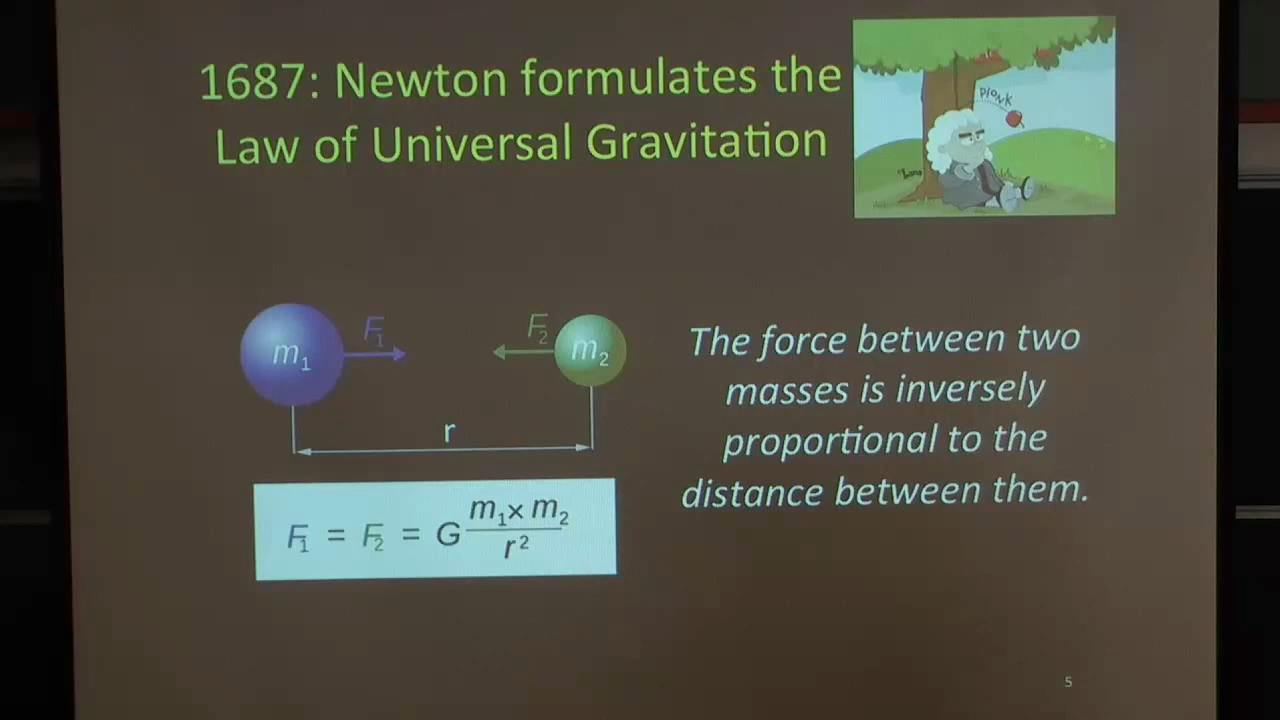 1687: Newton formulates the
Law of Universal Gravitation
PLONK
m₁
F₁
F₂
m₂
r
F₁ = F₂ = G m₁ x m₂ / r²
The force between two
masses is inversely
proportional to the
distance between them.
5